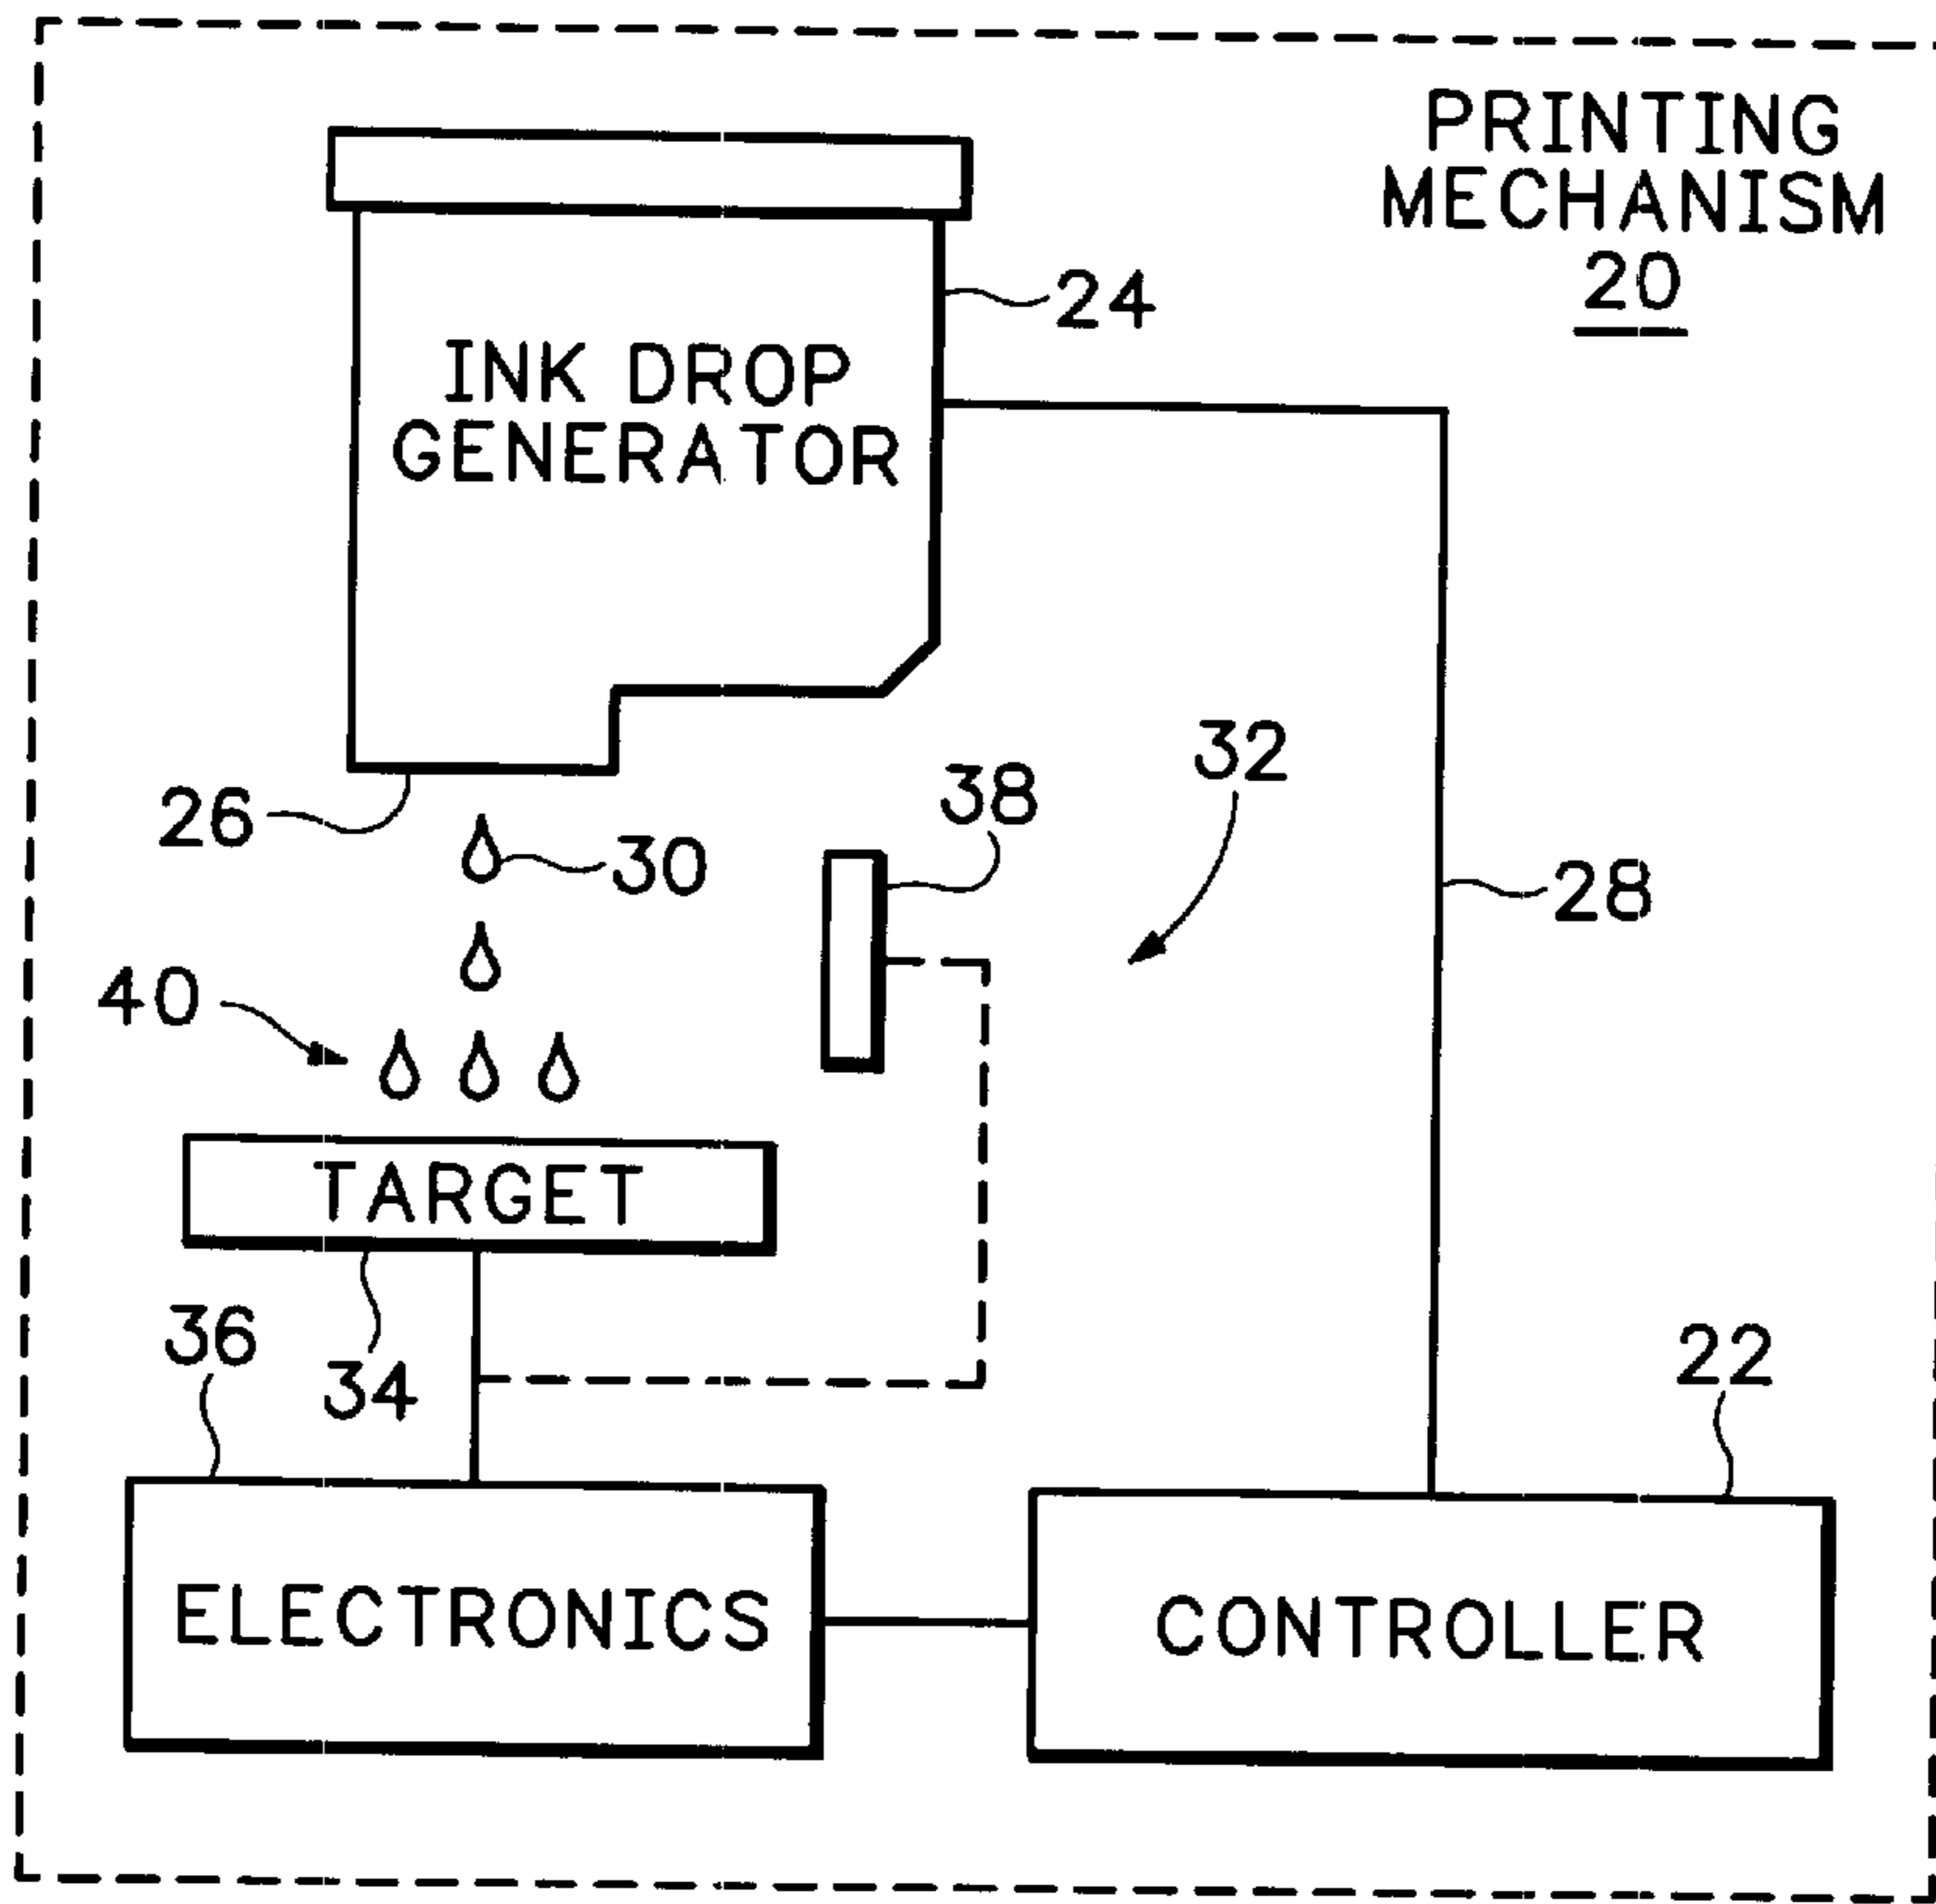 PRINTING
MECHANISM
20
24
INK DROP
GENERATOR
32
38
26
30
28
40
TARGET
36
34
22
ELECTRONICS
CONTROLLER